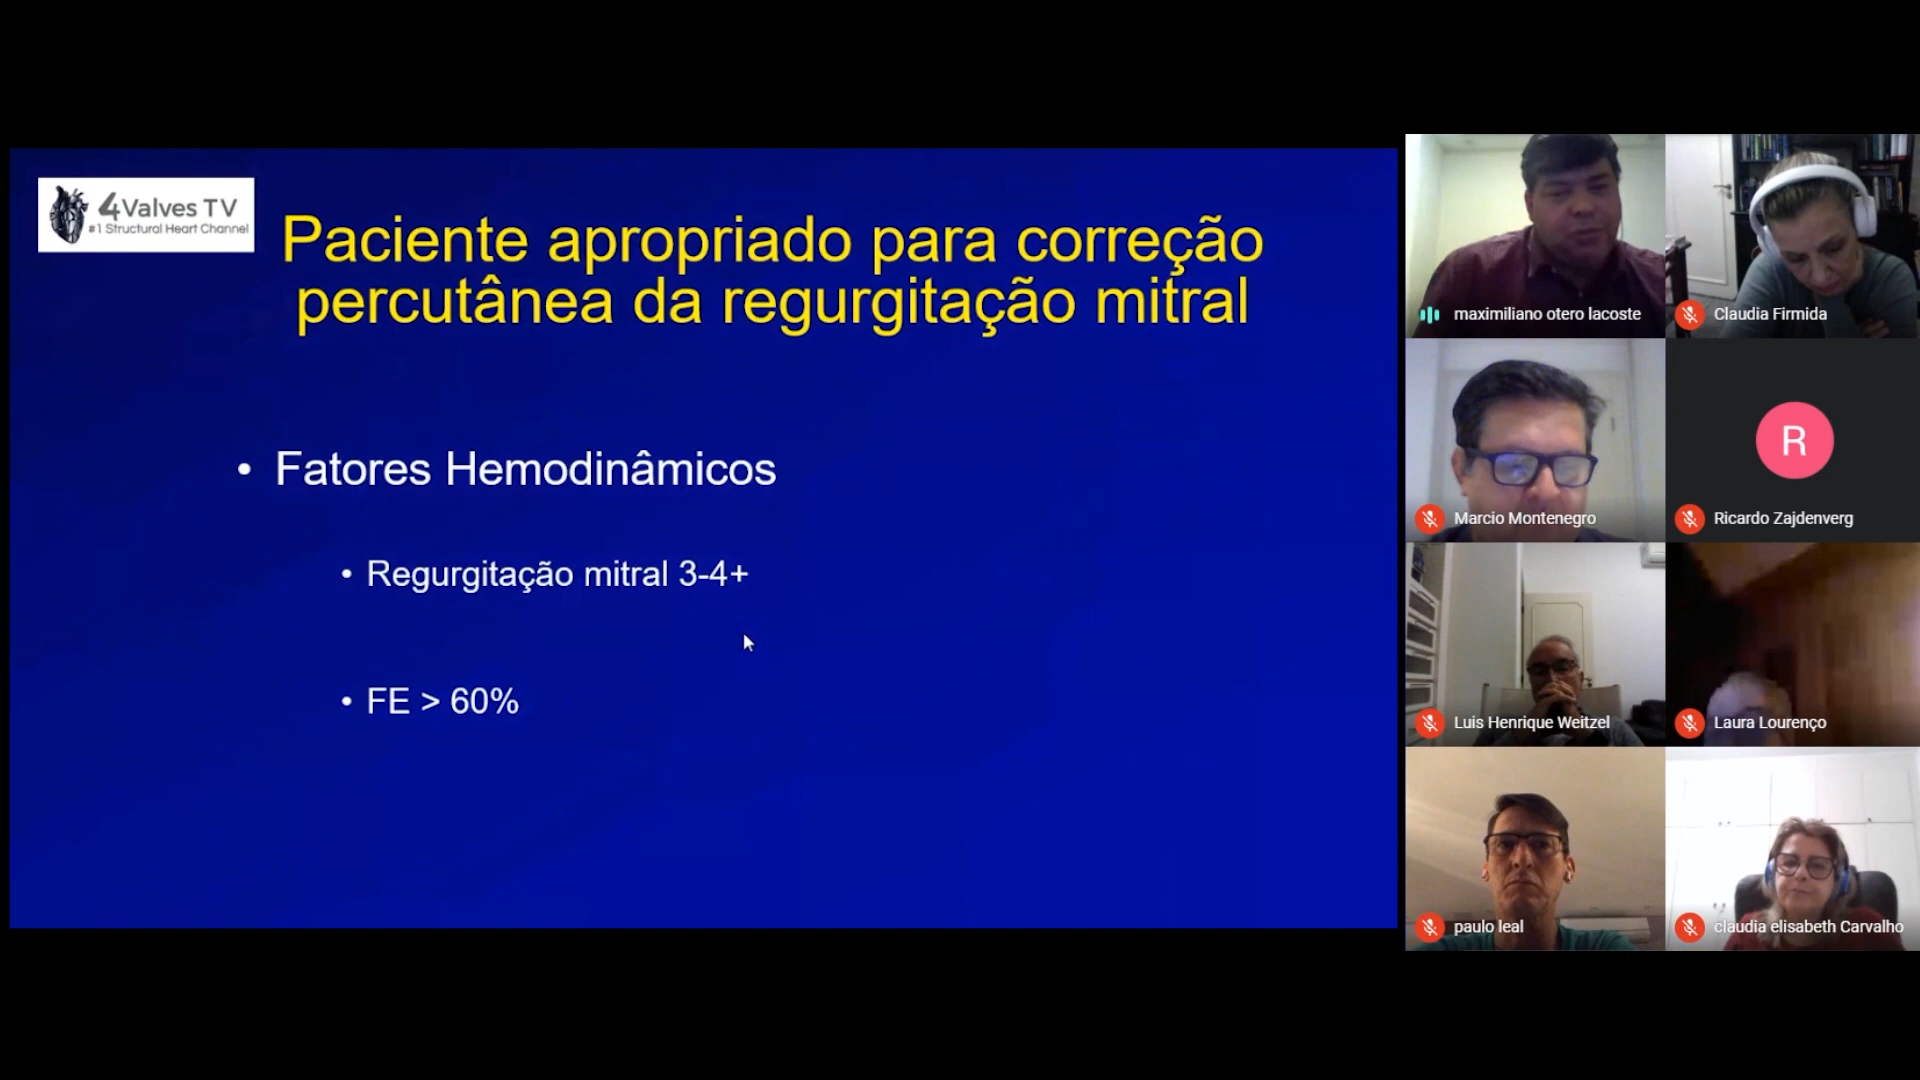 4Valves TV
#1 Structural Heart Channel
Paciente apropriado para correção
percutânea da regurgitação mitral
• Fatores Hemodinâmicos
• Regurgitação mitral 3-4+
• FE > 60%
maximiliano otero lacoste
Claudia Firmida
Marcio Montenegro
R
Ricardo Zajdenverg
Luis Henrique Weitzel
Laura Lourenço
paulo leal
claudia elisabeth Carvalho